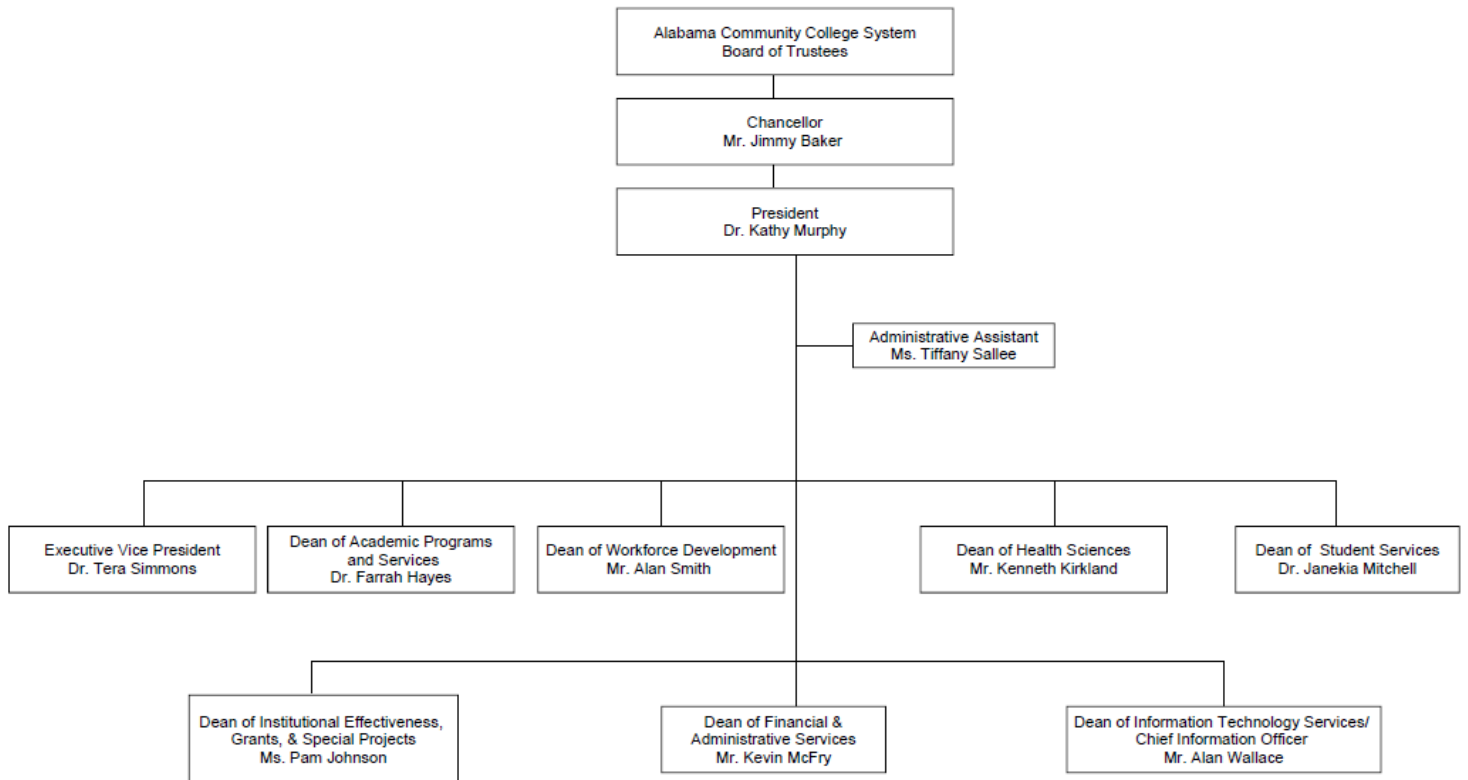 Alabama Community College System
Board of Trustees
Chancellor
Mr. Jimmy Baker
President
Dr. Kathy Murphy
Administrative Assistant
Ms. Tiffany Sallee
Executive Vice President
Dr. Tera Simmons
Dean of Academic Programs
and Services
Dr. Farrah Hayes
Dean of Workforce Development
Mr. Alan Smith
Dean of Health Sciences
Mr. Kenneth Kirkland
Dean of Student Services
Dr. Janekia Mitchell
Dean of Institutional Effectiveness,
Grants, & Special Projects
Ms. Pam Johnson
Dean of Financial &
Administrative Services
Mr. Kevin McFry
Dean of Information Technology Services/
Chief Information Officer
Mr. Alan Wallace